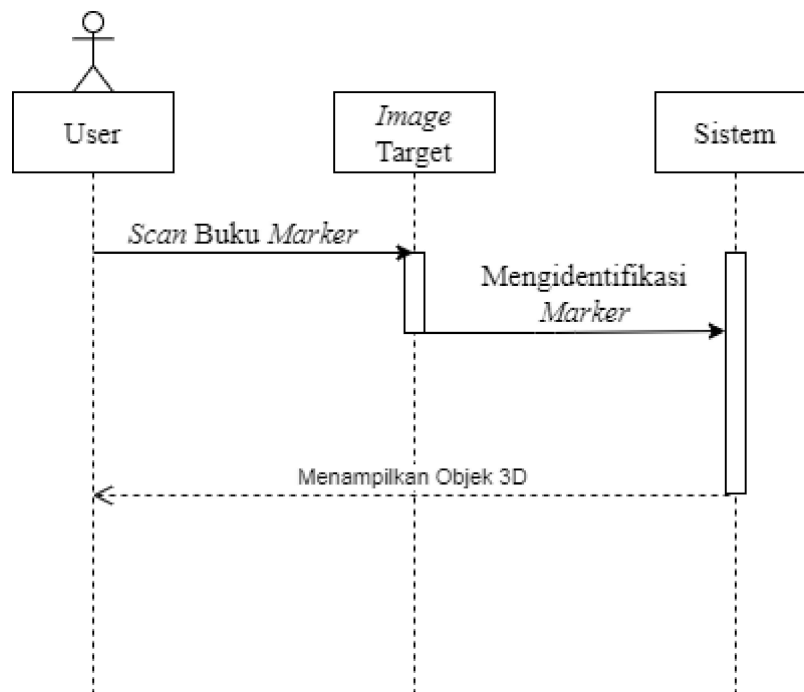 User
Image
Target
Sistem
Scan Buku Marker
Mengidentifikasi
Marker
Menampilkan Objek 3D